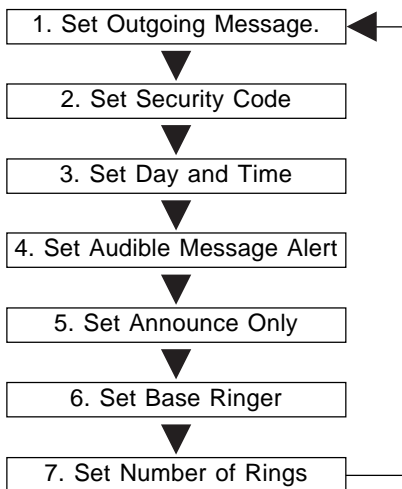 1. Set Outgoing Message.
2. Set Security Code
3. Set Day and Time
4. Set Audible Message Alert
5. Set Announce Only
6. Set Base Ringer
7. Set Number of Rings